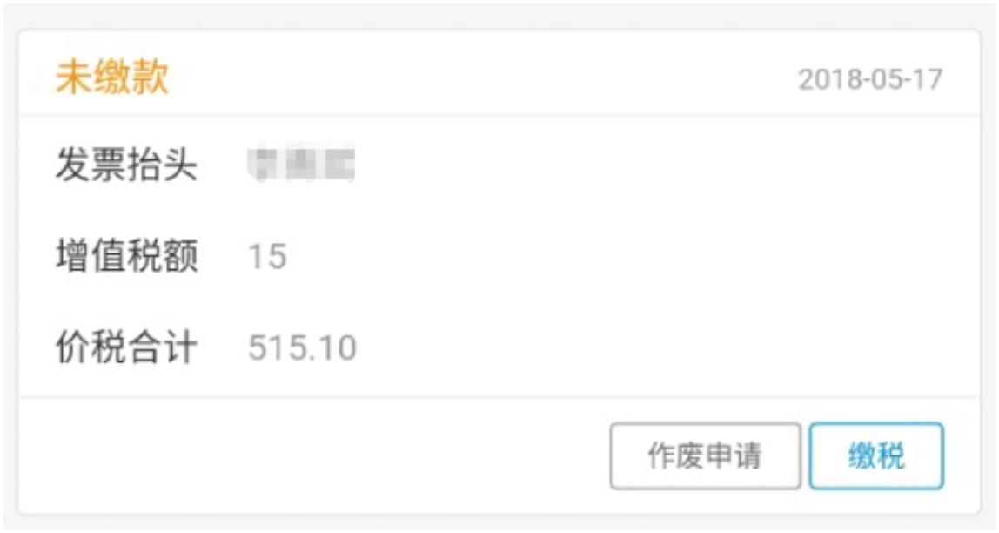 未缴款 2018-05-17
发票抬头
增值税额 15
价税合计 515.10
作废申请 缴税